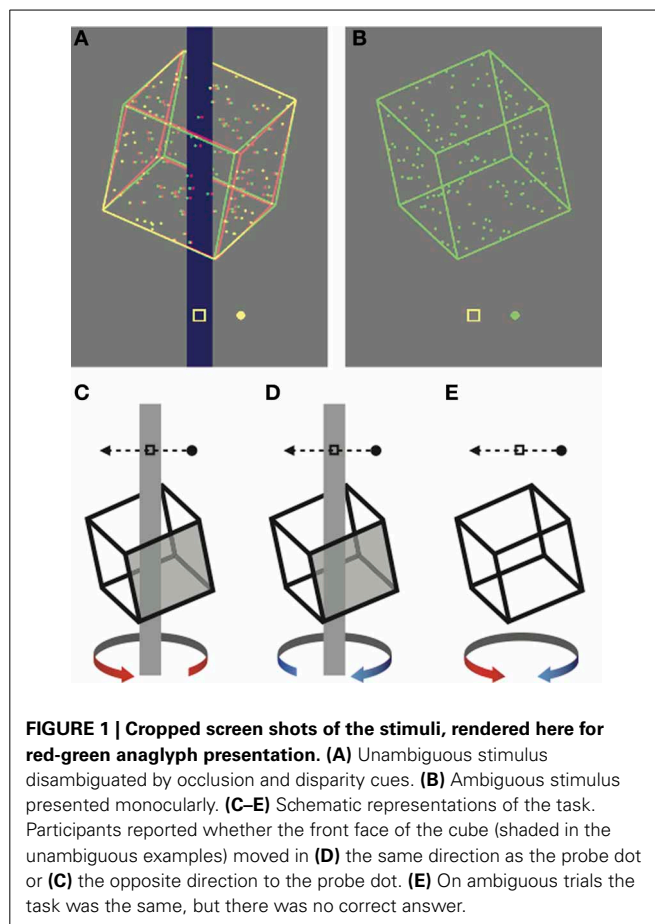 A
B
C
D
E
FIGURE 1 | Cropped screen shots of the stimuli, rendered here for
red-green anaglyph presentation. (A) Unambiguous stimulus
disambiguated by occlusion and disparity cues. (B) Ambiguous stimulus
presented monocularly. (C–E) Schematic representations of the task.
Participants reported whether the front face of the cube (shaded in the
unambiguous examples) moved in (D) the same direction as the probe dot
or (C) the opposite direction to the probe dot. (E) On ambiguous trials the
task was the same, but there was no correct answer.